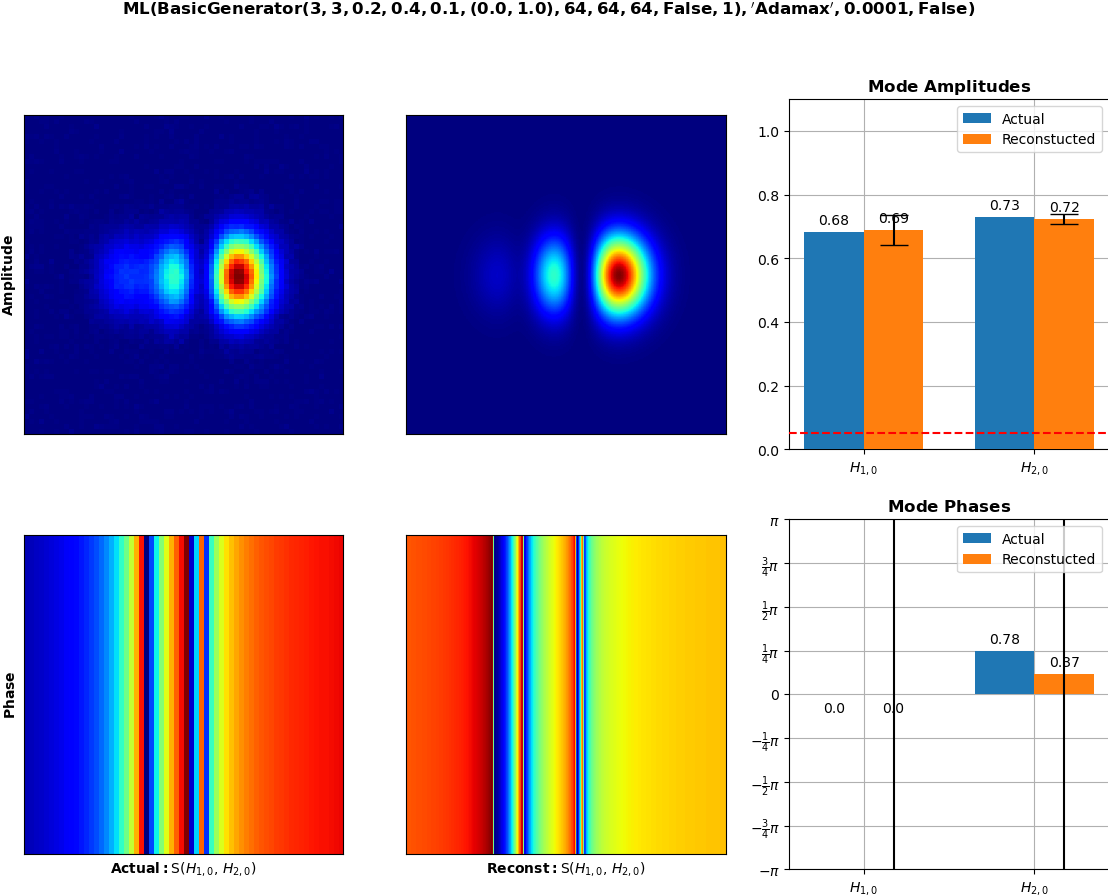 ML(BasicGenerator(3, 3, 0.2, 0.4, 0.1, (0.0, 1.0), 64, 64, 64, False, 1), ′Adamax′, 0.0001, False)
Amplitude
Mode Amplitudes
Actual
Reconstucted
1.0
0.8
0.6
0.4
0.2
0.0
0.68
0.69
0.73
0.72
H₁,₀
H₂,₀
Phase
Actual: S(H₁,₀, H₂,₀)
Reconst: S(H₁,₀, H₂,₀)
Mode Phases
Actual
Reconstucted
π
3/4π
1/2π
1/4π
0
−1/4π
−1/2π
−3/4π
−π
0.0
0.0
0.78
0.37
H₁,₀
H₂,₀